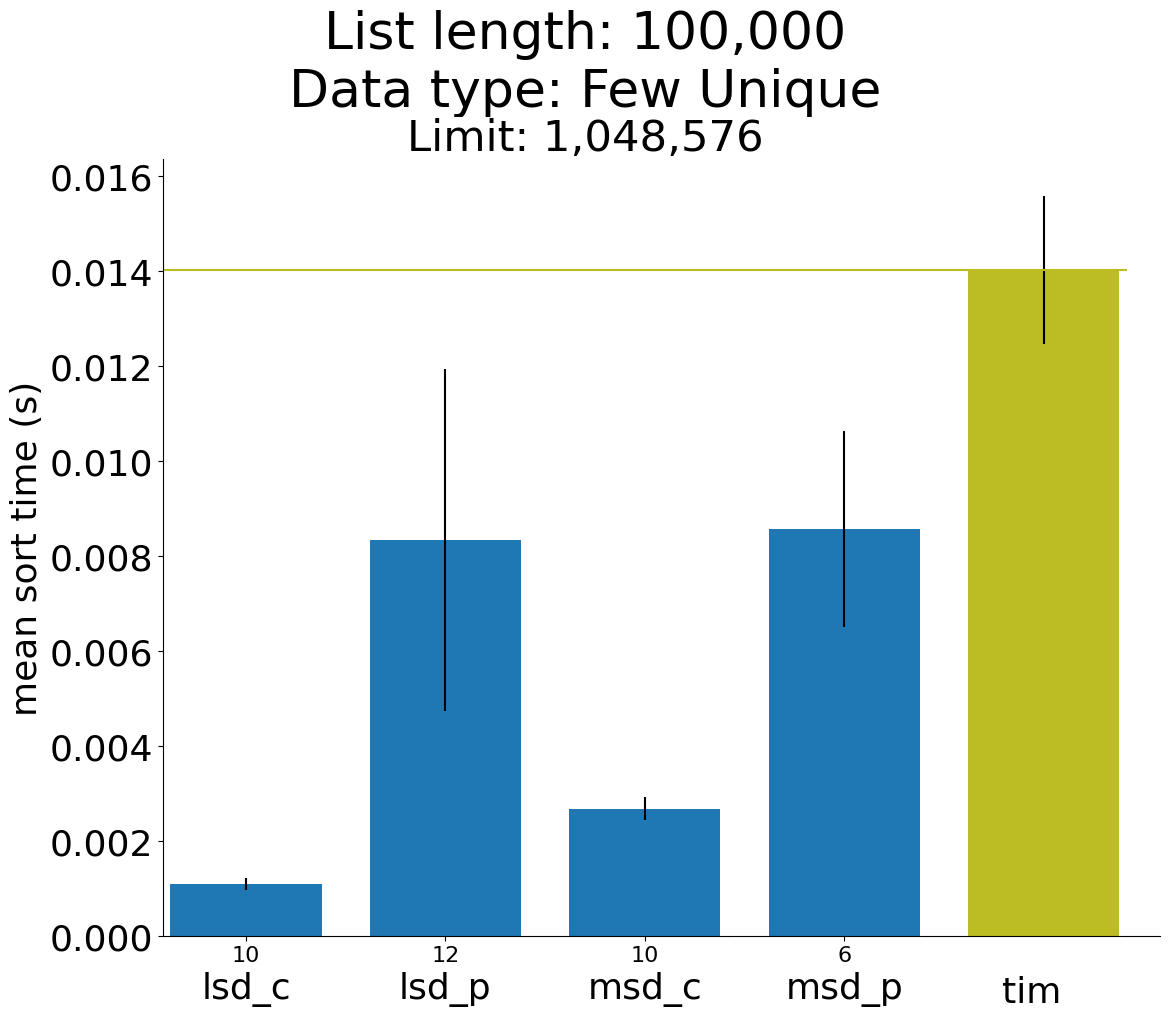 List length: 100,000
Data type: Few Unique
Limit: 1,048,576
0.016
0.014
0.012
0.010
0.008
0.006
0.004
0.002
0.000
mean sort time (s)
10 12 10 6
lsd_c lsd_p msd_c msd_p tim